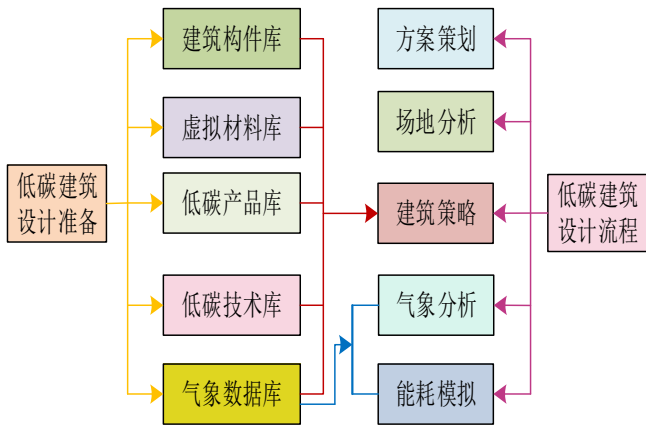 低碳建筑
设计准备
建筑构件库
虚拟材料库
低碳产品库
低碳技术库
气象数据库
方案策划
场地分析
建筑策略
气象分析
能耗模拟
低碳建筑
设计流程